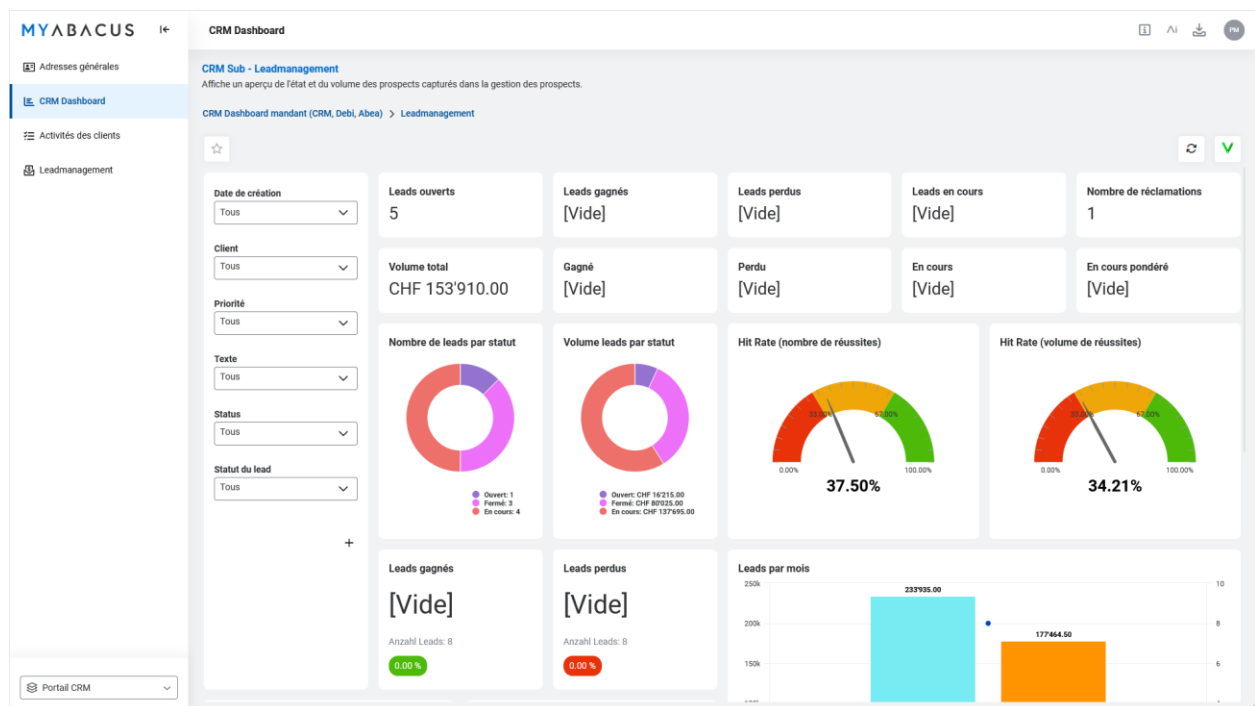 MYΛBΛCUS
CRM Dashboard
PM
Adresses générales
CRM Dashboard
Activités des clients
Leadmanagement
Portail CRM
CRM Sub - Leadmanagement
Affiche un aperçu de l'état et du volume des prospects capturés dans la gestion des prospects.
CRM Dashboard mandant (CRM, Debi, Abea) > Leadmanagement
Date de création
Tous
Client
Tous
Priorité
Tous
Texte
Tous
Status
Tous
Statut du lead
Tous
Leads ouverts
5
Leads gagnés
[Vide]
Leads perdus
[Vide]
Leads en cours
[Vide]
Nombre de réclamations
1
Volume total
CHF 153'910.00
Gagné
[Vide]
Perdu
[Vide]
En cours
[Vide]
En cours pondéré
[Vide]
Nombre de leads par statut
Ouvert: 1
Fermé: 3
En cours: 4
Volume leads par statut
Ouvert: CHF 16'215.00
Fermé: CHF 80'025.00
En cours: CHF 137'695.00
Hit Rate (nombre de réussites)
33.00%
67.00%
0.00%
100.00%
37.50%
Hit Rate (volume de réussites)
33.00%
67.00%
0.00%
100.00%
34.21%
Leads gagnés
[Vide]
Anzahl Leads: 8
0.00 %
Leads perdus
[Vide]
Anzahl Leads: 8
0.00 %
Leads par mois
250k
10
233'935.00
200k
8
177'464.50
150k
6